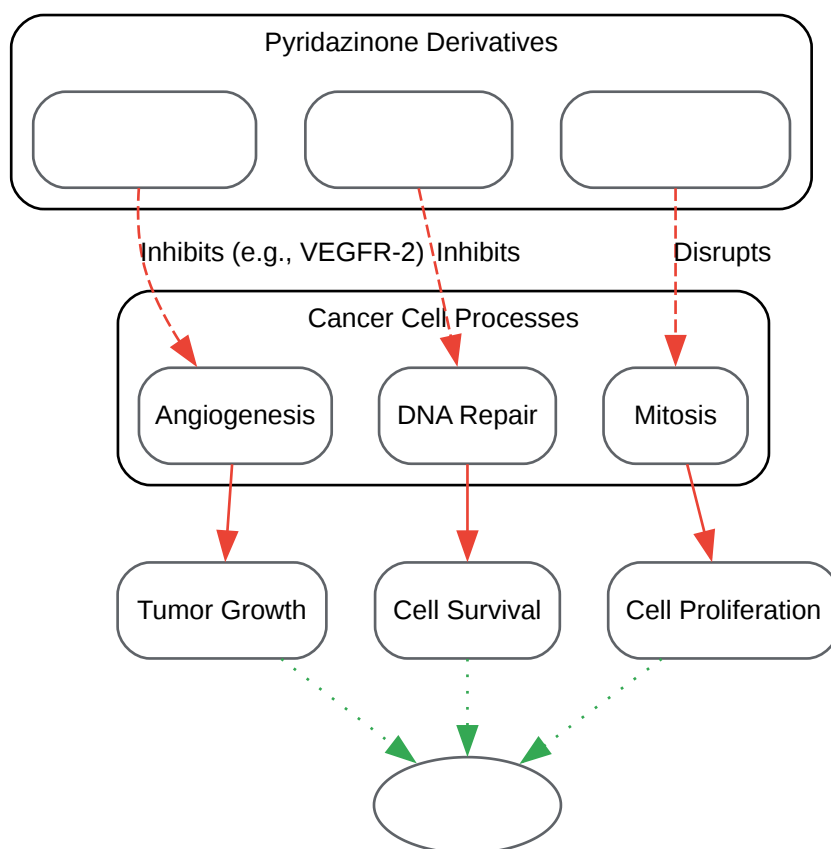 Pyridazinone Derivatives
Inhibits (e.g., VEGFR-2)
Inhibits
Disrupts
Cancer Cell Processes
Angiogenesis
DNA Repair
Mitosis
Tumor Growth
Cell Survival
Cell Proliferation